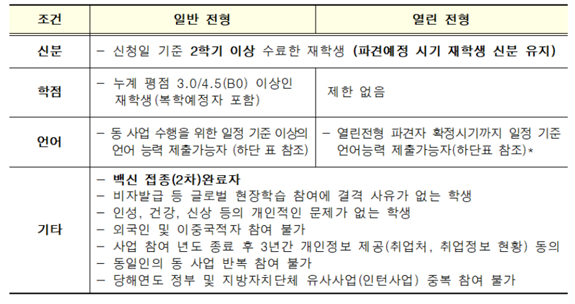 조건 일반 전형 열린 전형
신분 - 신청일 기준 2학기 이상 수료한 재학생 (파견예정 시기 재학생 신분 유지)
학점 - 누계 평점 3.0/4.5(B0) 이상인
재학생(복학예정자 포함)
제한 없음
언어 - 동 사업 수행을 위한 일정 기준 이상의
언어 능력 제출가능자 (하단 표 참조)
- 열린전형 파견자 확정시기까지 일정 기준
언어능력 제출가능자(하단표 참조)*
기타
- 백신 접종(2차)완료자
- 비자발급 등 글로벌 현장학습 참여에 결격 사유가 없는 학생
- 인성, 건강, 신상 등의 개인적인 문제가 없는 학생
- 외국인 및 이중국적자 참여 불가
- 사업 참여 년도 종료 후 3년간 개인정보 제공(취업처, 취업정보 현황) 동의
- 동일인의 동 사업 반복 참여 불가
- 당해연도 정부 및 지방자치단체 유사사업(인턴사업) 중복 참여 불가